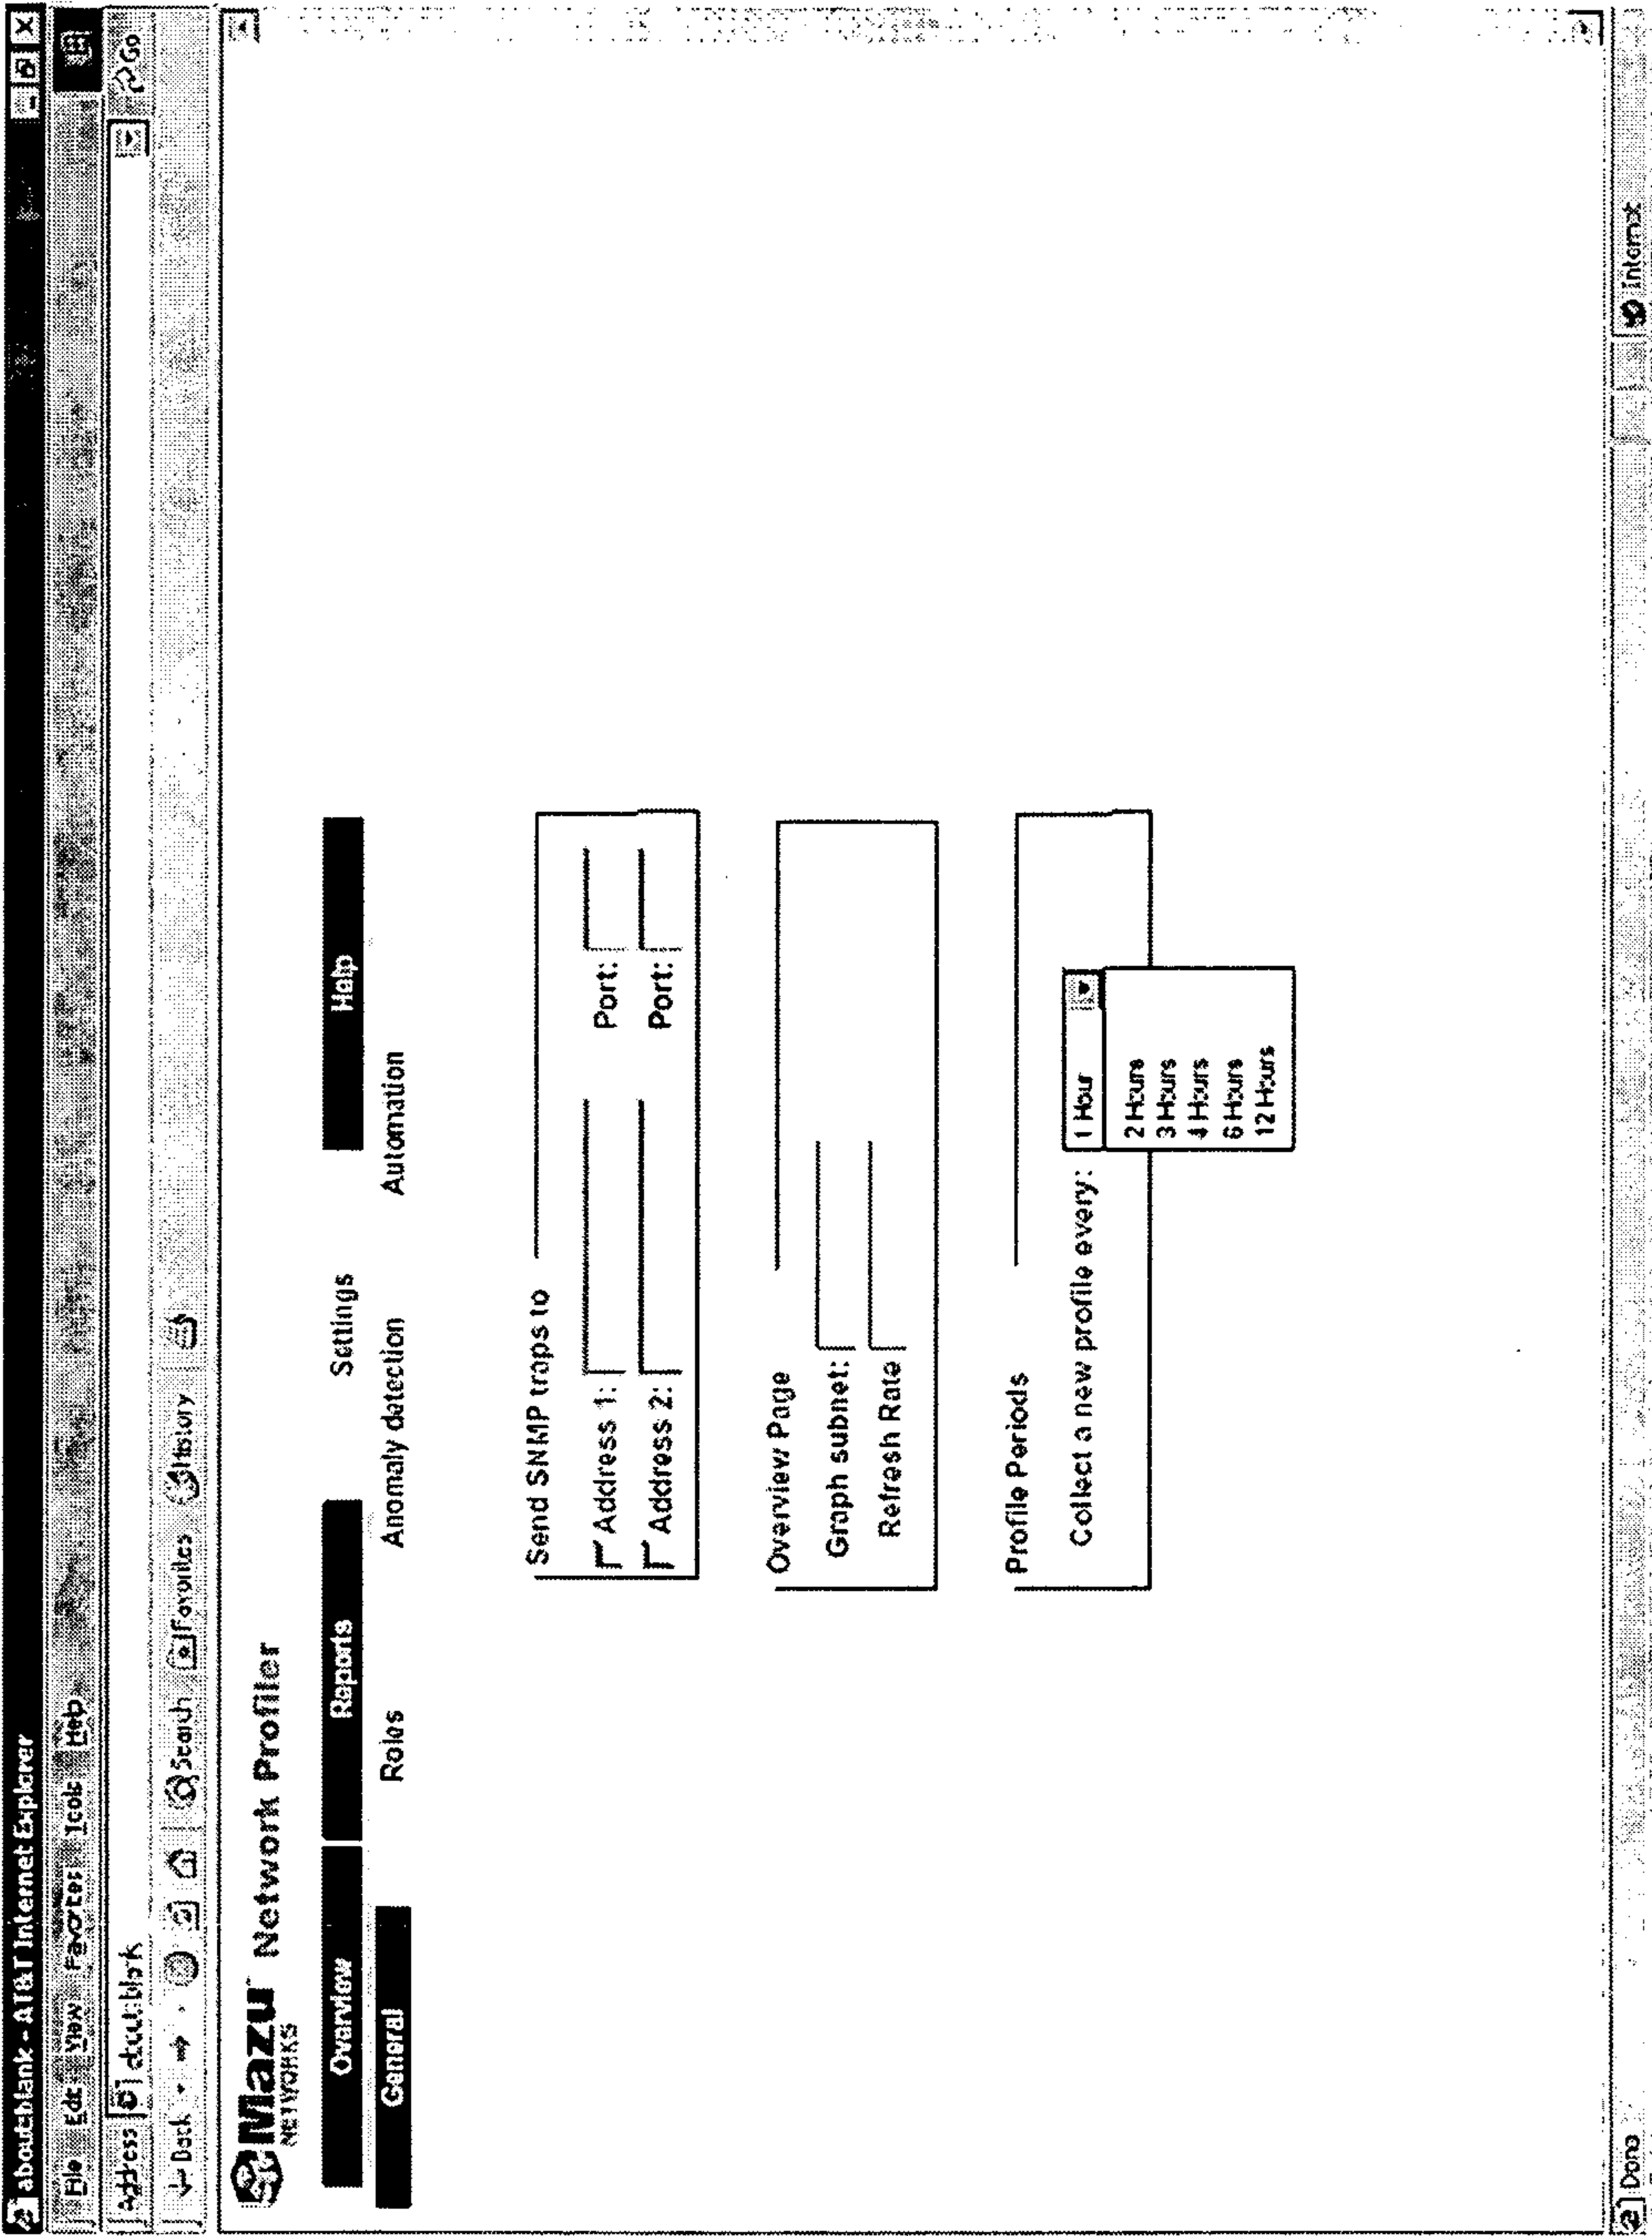 about:blank - AT&T Internet Explorer
File Edit View Favorites Tools Help
Address about:blank Go
Back Search Favorites History
Mazu Network Profiler
NETWORKS
Overview Reports Settings Help
General Roles Anomaly detection Automation
Send SNMP traps to
Address 1: Port:
Address 2: Port:
Overview Page
Graph subnet:
Refresh Rate
Profile Periods
Collect a new profile every: 1 Hour
2 Hours
3 Hours
4 Hours
6 Hours
12 Hours
Done Internet